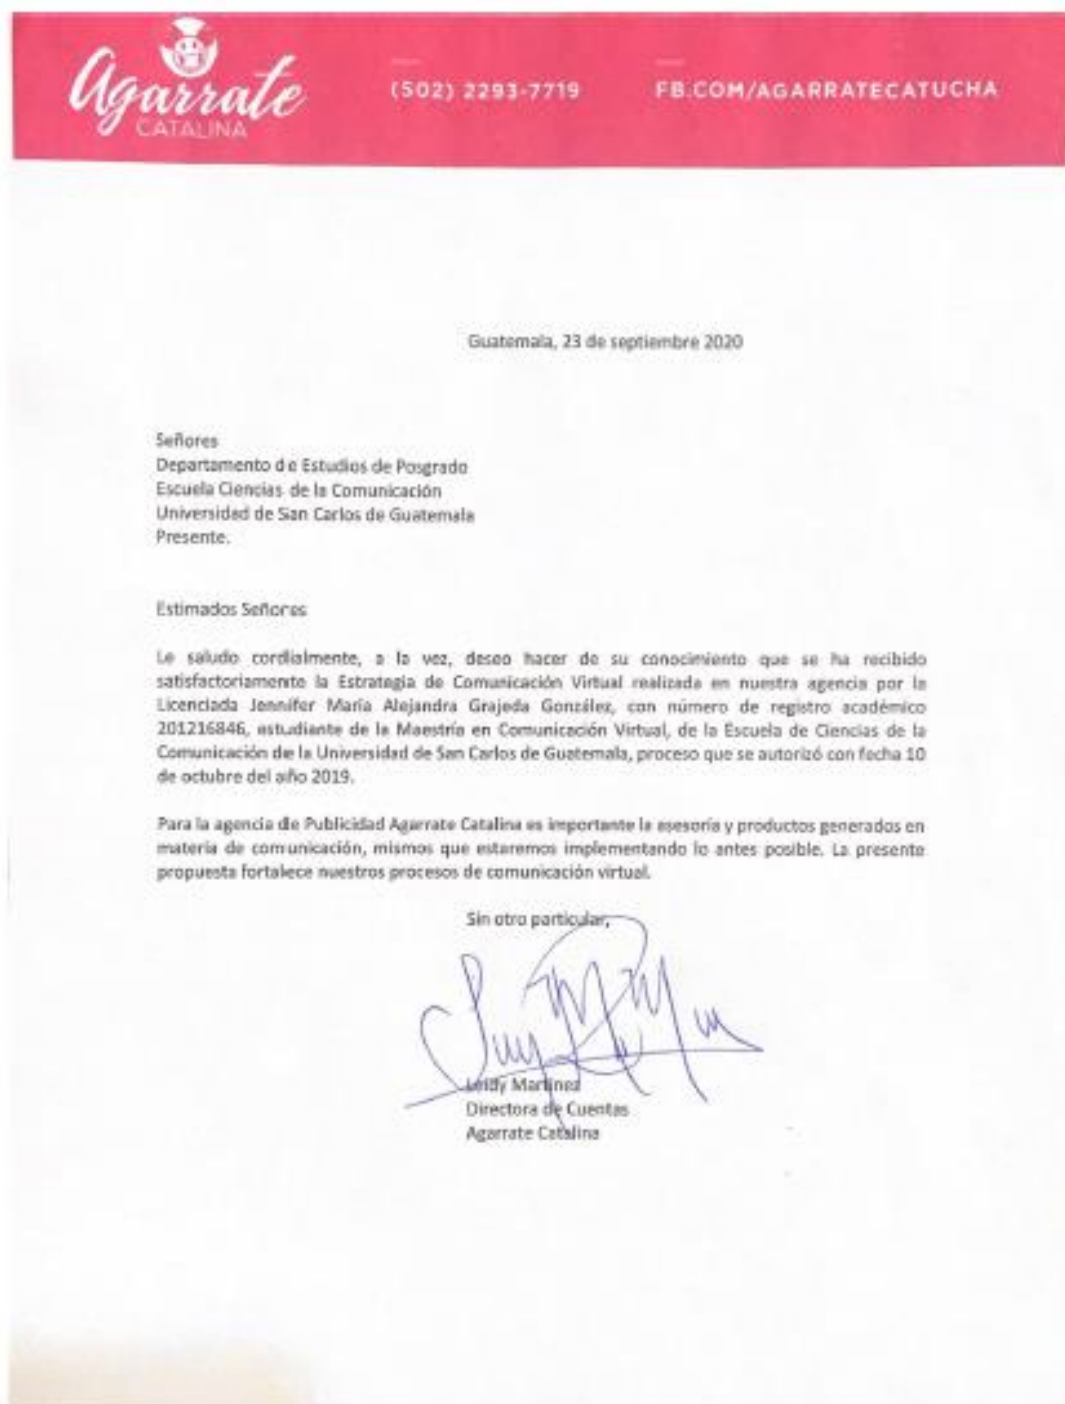 Agarrate
CATALINA
(502) 2293-7719
FB.COM/AGARRATECATUCHA
Guatemala, 23 de septiembre 2020
Señores
Departamento de Estudios de Posgrado
Escuela Ciencias de la Comunicación
Universidad de San Carlos de Guatemala
Presente.
Estimados Señores
Le saludo cordialmente, a la vez, deseo hacer de su conocimiento que se ha recibido
satisfactoriamente la Estrategia de Comunicación Virtual realizada en nuestra agencia por la
Licenciada Jennifer María Alejandra Grajeda González, con número de registro académico
201216846, estudiante de la Maestría en Comunicación Virtual, de la Escuela de Ciencias de la
Comunicación de la Universidad de San Carlos de Guatemala, proceso que se autorizó con fecha 10
de octubre del año 2019.
Para la agencia de Publicidad Agarrate Catalina es importante la asesoría y productos generados en
materia de comunicación, mismos que estaremos implementando lo antes posible. La presente
propuesta fortalece nuestros procesos de comunicación virtual.
Sin otro particular,
Leidy Martinez
Directora de Cuentas
Agarrate Catalina